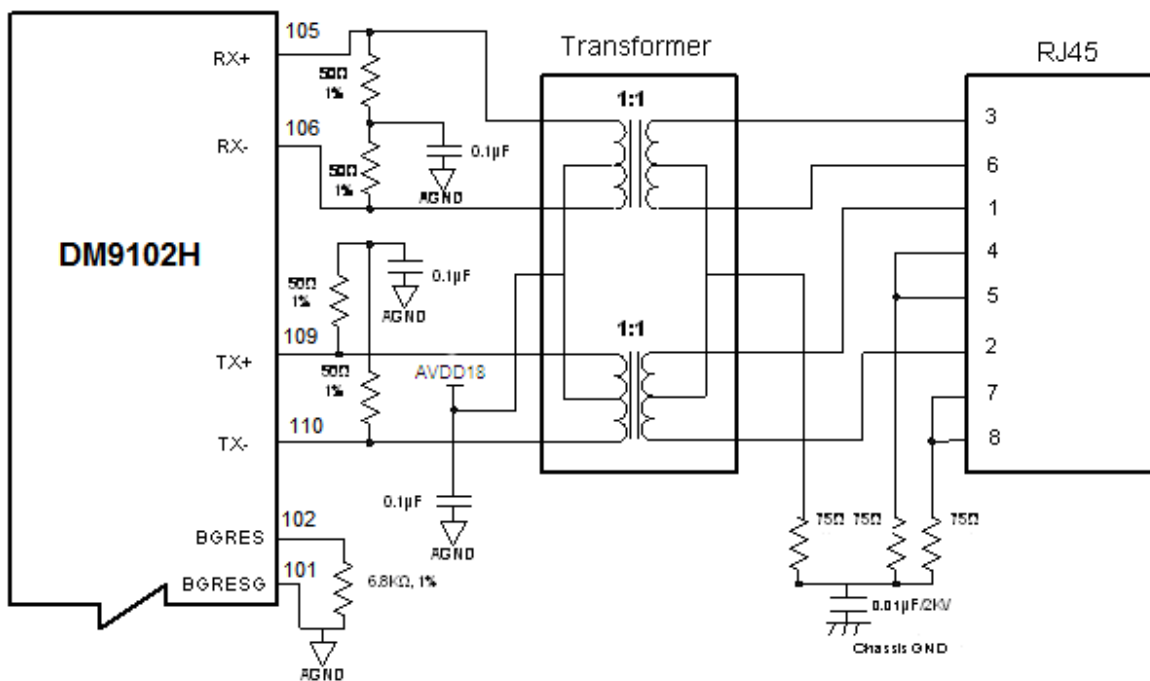 DM9102H
RX+
105
RX-
106
TX+
109
TX-
110
BGRES
102
BGRESG
101
50Ω
1%
50Ω
1%
0.1µF
AGND
50Ω
1%
0.1µF
AGND
50Ω
1%
AVDD18
0.1µF
AGND
6.8KΩ, 1%
AGND
Transformer
1:1
1:1
RJ45
3
6
1
4
5
2
7
8
75Ω
75Ω
75Ω
0.01µF/2KV
Chassis GND